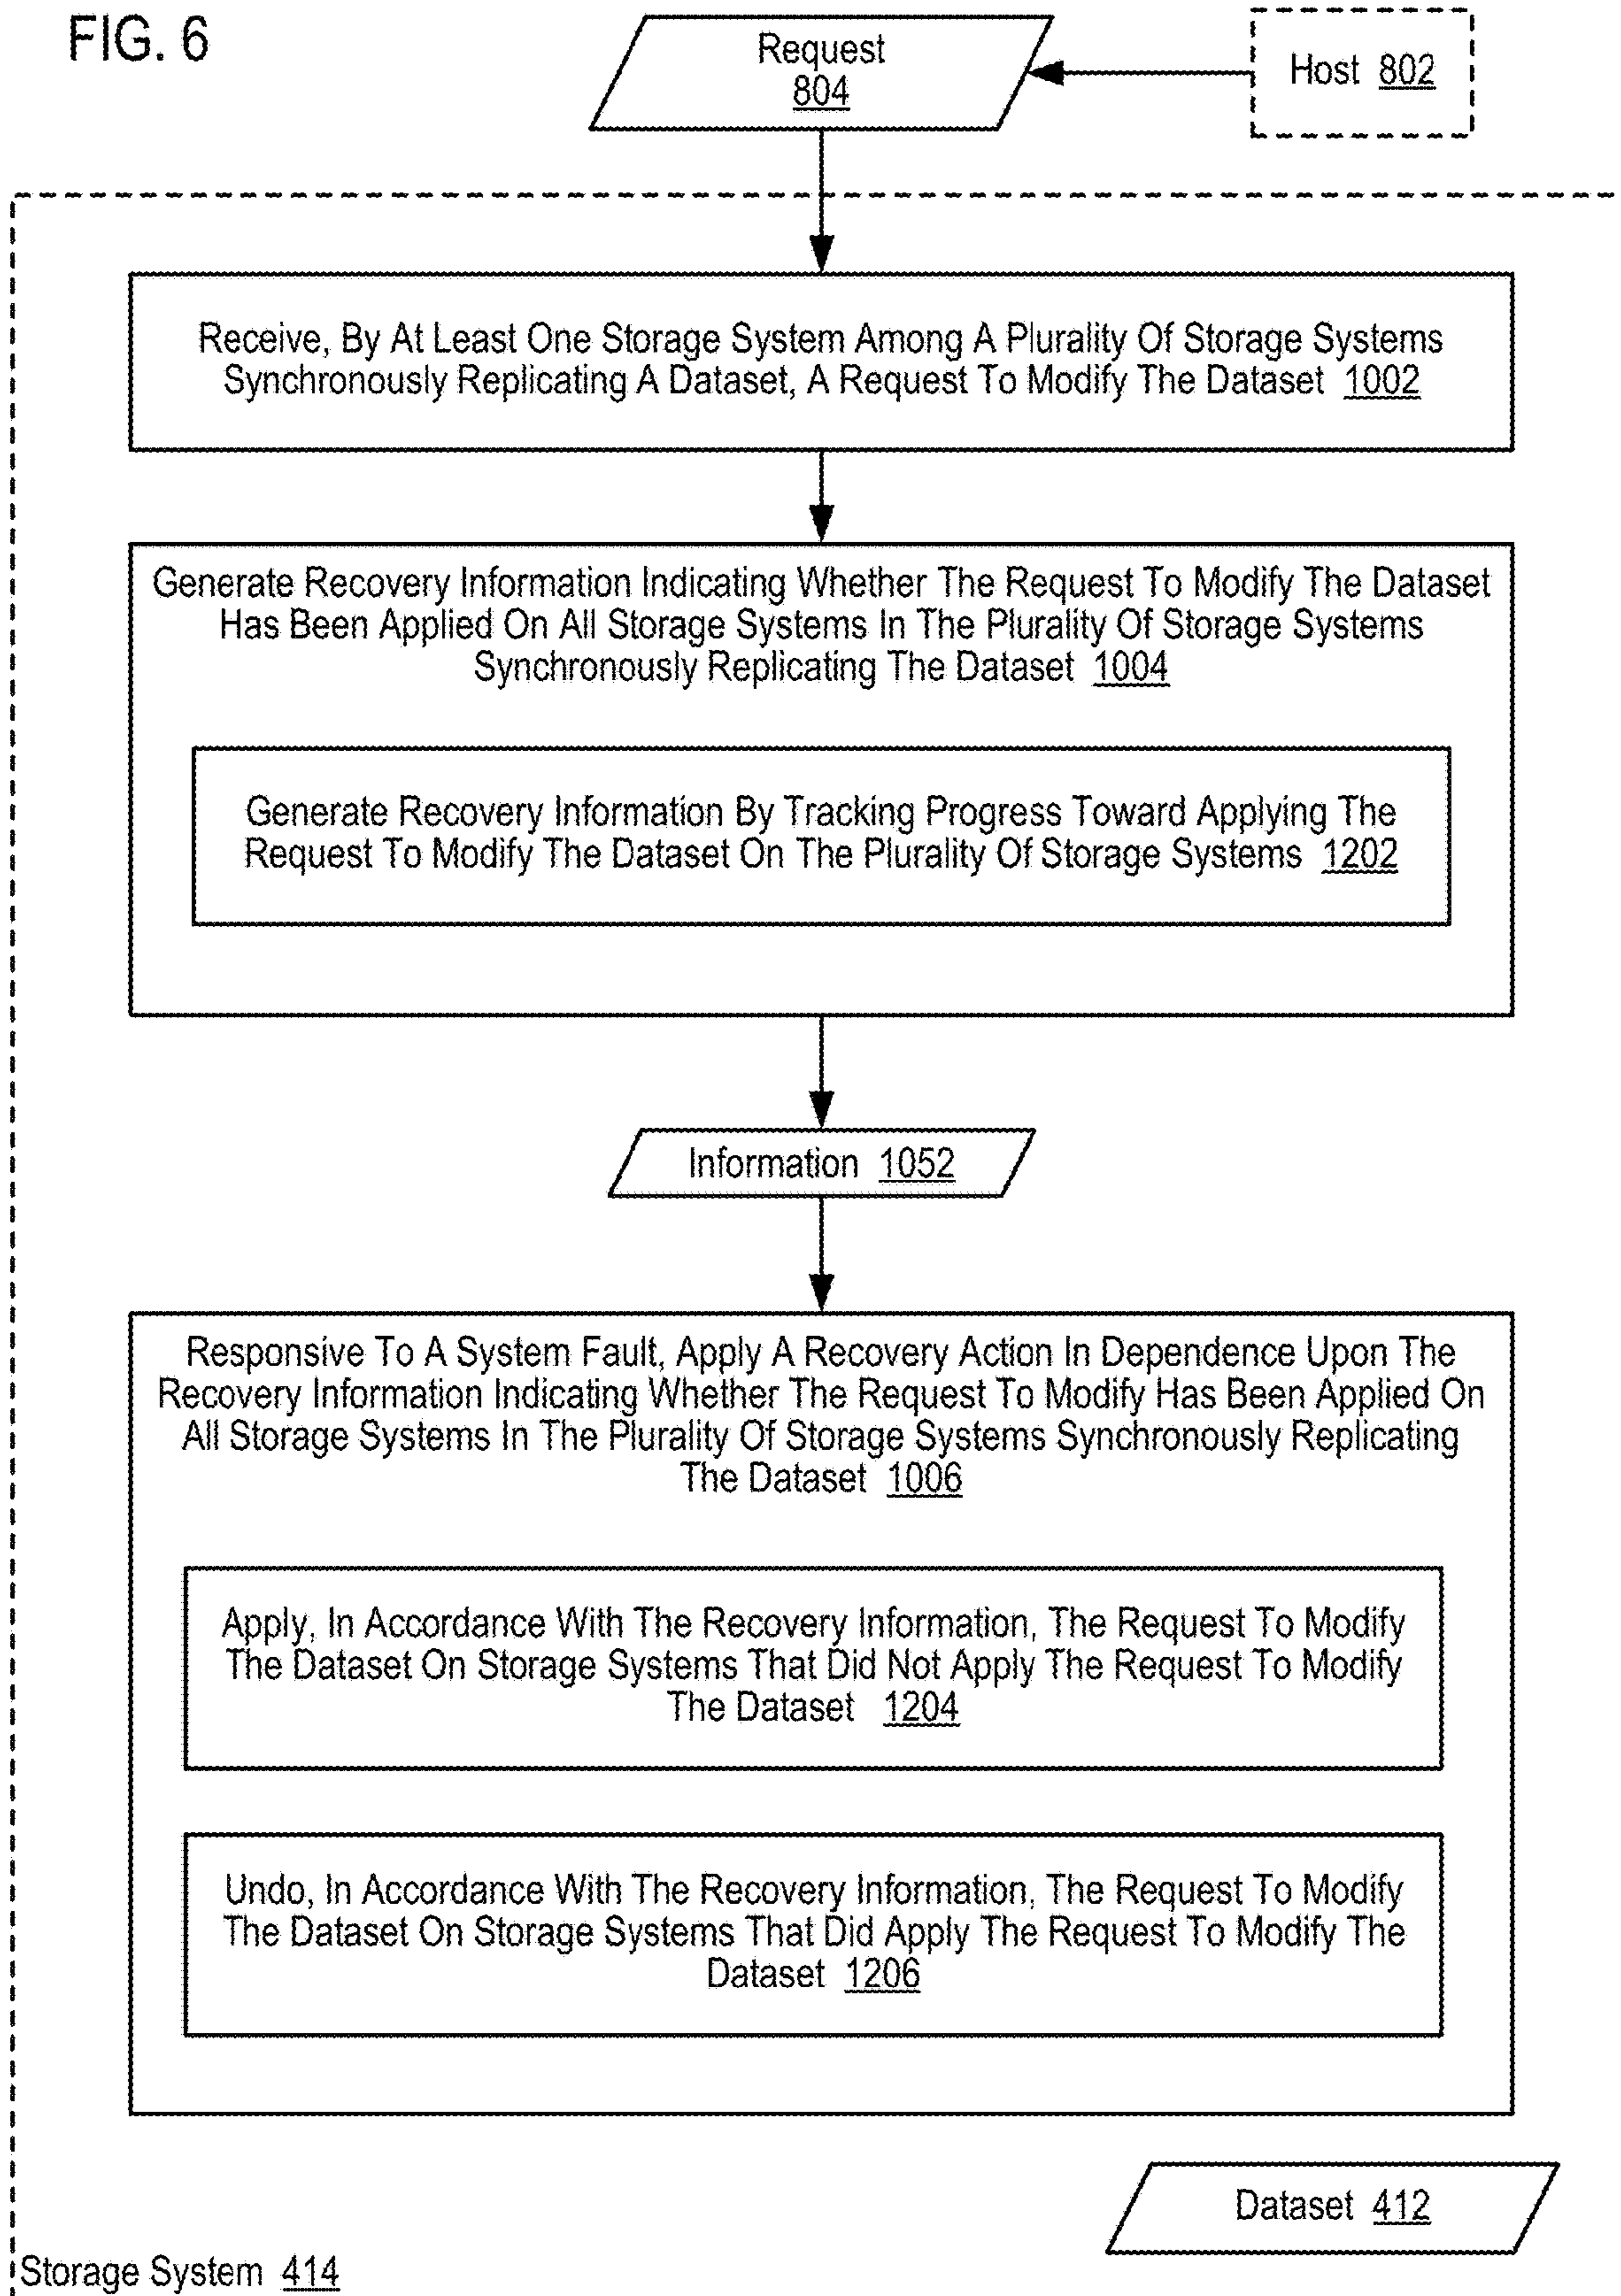 FIG. 6
Request
804
Host 802
Receive, By At Least One Storage System Among A Plurality Of Storage Systems
Synchronously Replicating A Dataset, A Request To Modify The Dataset 1002
Generate Recovery Information Indicating Whether The Request To Modify The Dataset
Has Been Applied On All Storage Systems In The Plurality Of Storage Systems
Synchronously Replicating The Dataset 1004
Generate Recovery Information By Tracking Progress Toward Applying The
Request To Modify The Dataset On The Plurality Of Storage Systems 1202
Information 1052
Responsive To A System Fault, Apply A Recovery Action In Dependence Upon The
Recovery Information Indicating Whether The Request To Modify Has Been Applied On
All Storage Systems In The Plurality Of Storage Systems Synchronously Replicating
The Dataset 1006
Apply, In Accordance With The Recovery Information, The Request To Modify
The Dataset On Storage Systems That Did Not Apply The Request To Modify
The Dataset 1204
Undo, In Accordance With The Recovery Information, The Request To Modify
The Dataset On Storage Systems That Did Apply The Request To Modify The
Dataset 1206
Dataset 412
Storage System 414